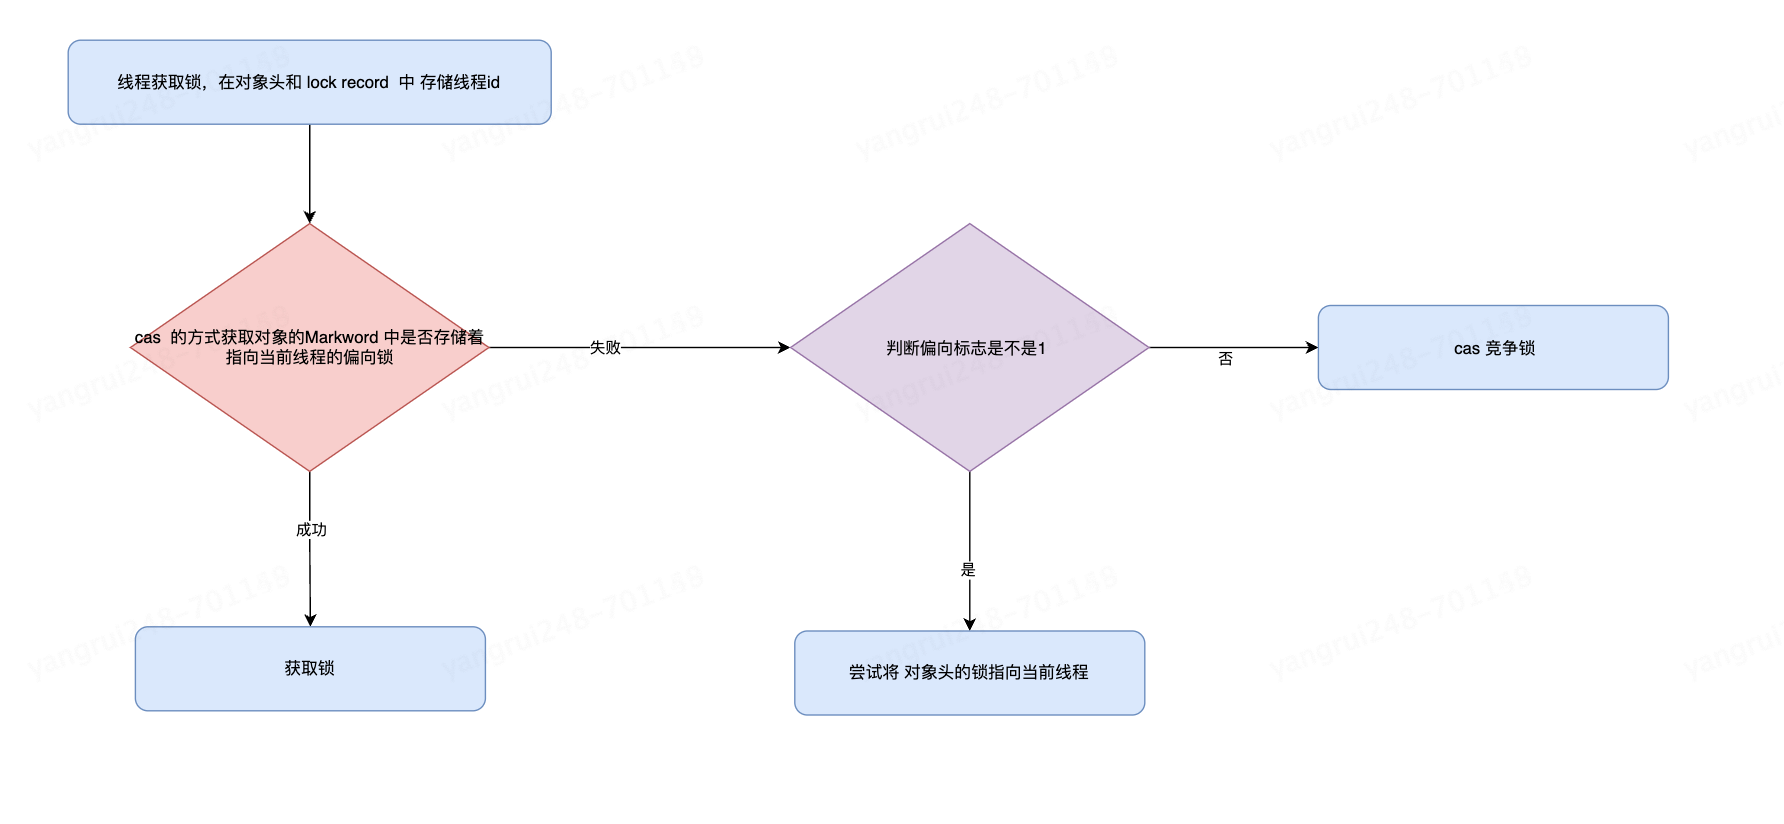 线程获取锁，在对象头和 lock record 中 存储线程id
cas 的方式获取对象的Markword 中是否存储着
指向当前线程的偏向锁
失败
判断偏向标志是不是1
否
cas 竞争锁
成功
是
获取锁
尝试将 对象头的锁指向当前线程
yangrui248-701148